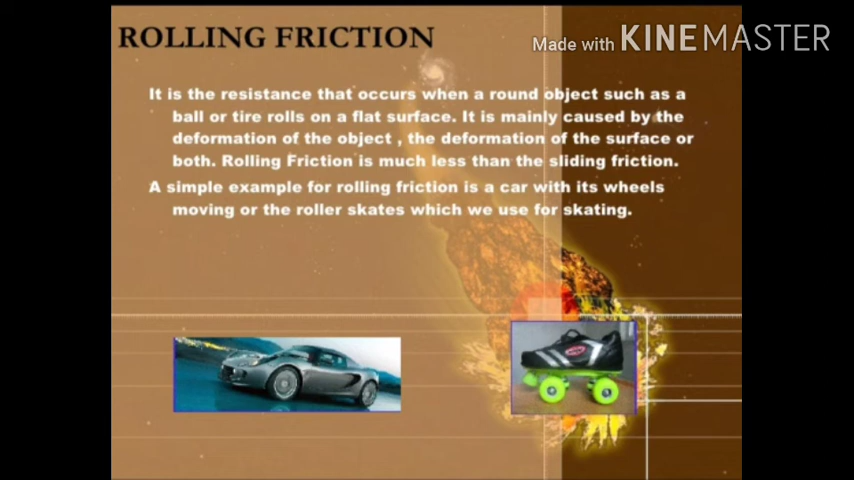 ROLLING FRICTION
Made with KINEMASTER
It is the resistance that occurs when a round object such as a
ball or tire rolls on a flat surface. It is mainly caused by the
deformation of the object , the deformation of the surface or
both. Rolling Friction is much less than the sliding friction.
A simple example for rolling friction is a car with its wheels
moving or the roller skates which we use for skating.